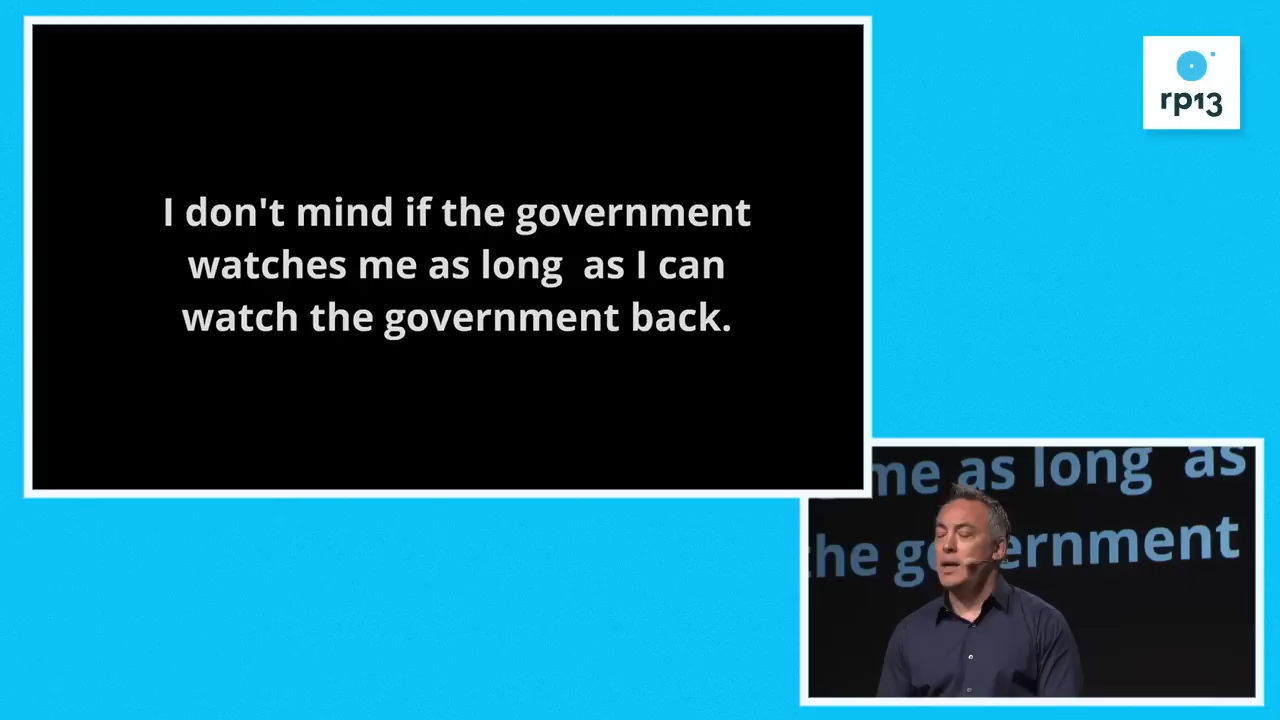 I don't mind if the government
watches me as long  as I can
watch the government back.
rp13
me as long  as
the government